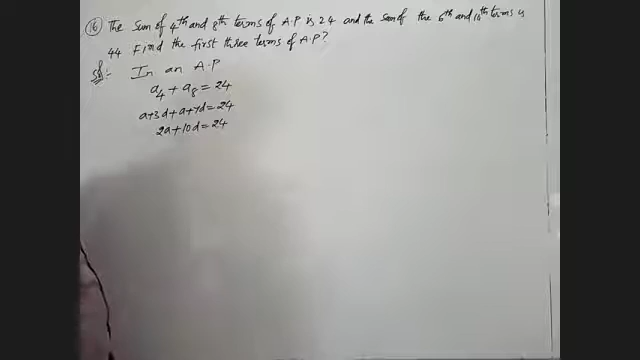 (16) The Sum of 4th and 8th terms of A.P is 24 and the Sum of the 6th and 10th terms is
44 Find the first three terms of A.P?
Sol:- In an A.P
a4 + a8 = 24
a+3d+a+7d=24
2a+10d=24